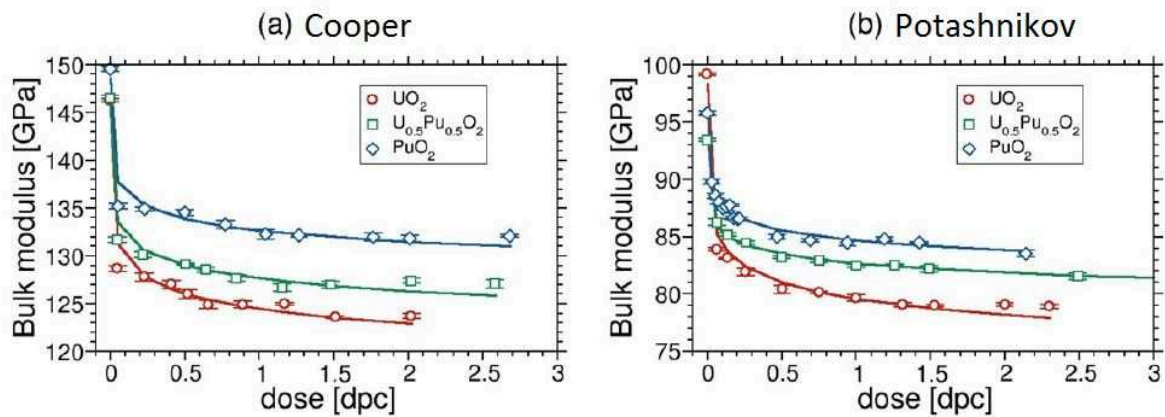 (a) Cooper
Bulk modulus [GPa]
150
145
140
135
130
125
120
UO₂
U₀.₅Pu₀.₅O₂
PuO₂
0 0.5 1 1.5 2 2.5 3
dose [dpc]
(b) Potashnikov
Bulk modulus [GPa]
100
95
90
85
80
75
UO₂
U₀.₅Pu₀.₅O₂
PuO₂
0 0.5 1 1.5 2 2.5 3
dose [dpc]